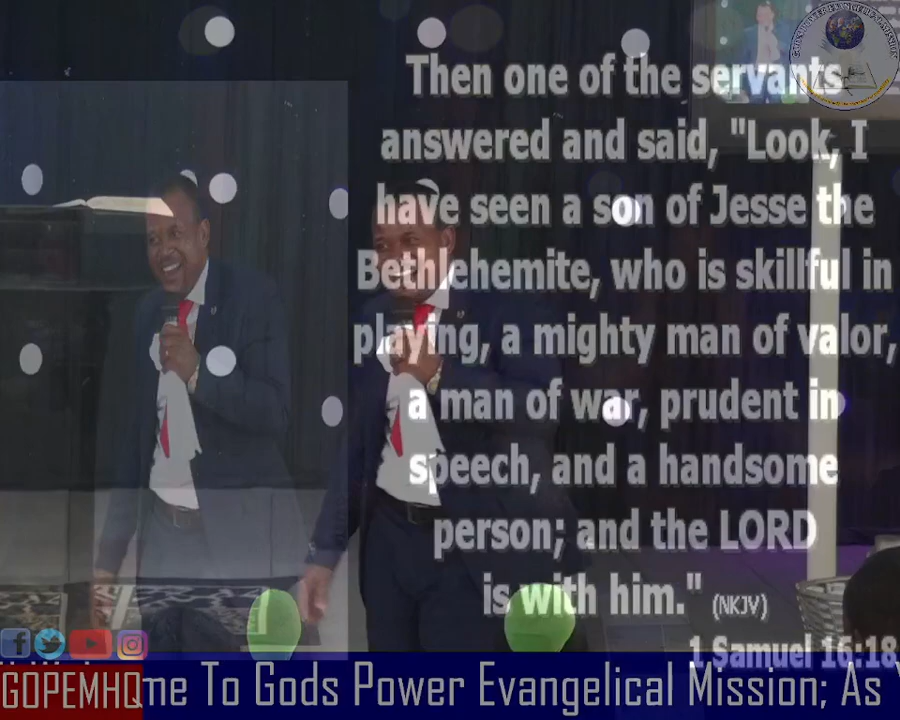 Then one of the servants
answered and said, "Look, I
have seen a son of Jesse the
Bethlehemite, who is skillful in
playing, a mighty man of valor,
a man of war, prudent in
speech, and a handsome
person; and the LORD
is with him." (NKJV)
1 Samuel 16:18
GOPEMHQ me To Gods Power Evangelical Mission; As